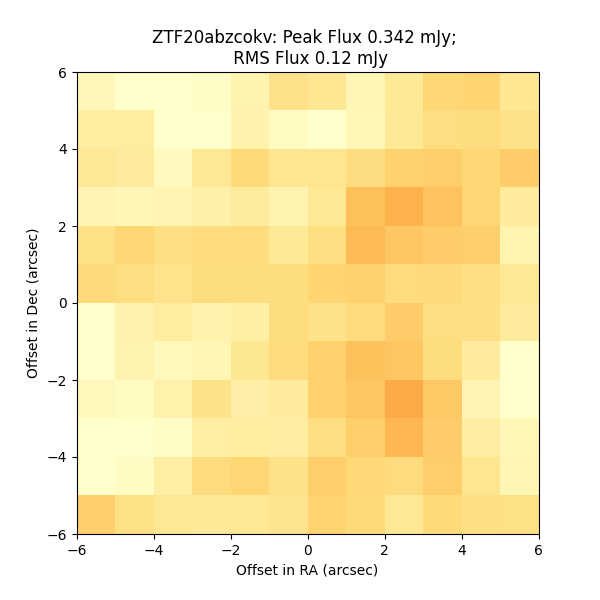 ZTF20abzcokv: Peak Flux 0.342 mJy;
RMS Flux 0.12 mJy
6
4
2
0
−2
−4
−6
Offset in Dec (arcsec)
−6 −4 −2 0 2 4 6
Offset in RA (arcsec)